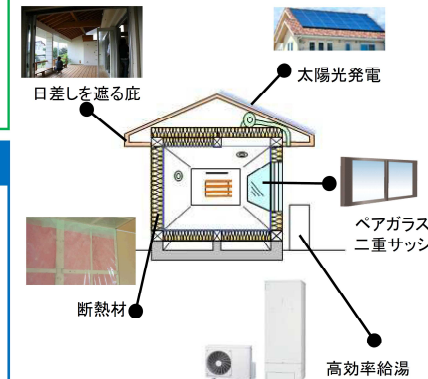 太陽光発電
日差しを遮る庇
ペアガラス
二重サッシ
断熱材
高効率給湯